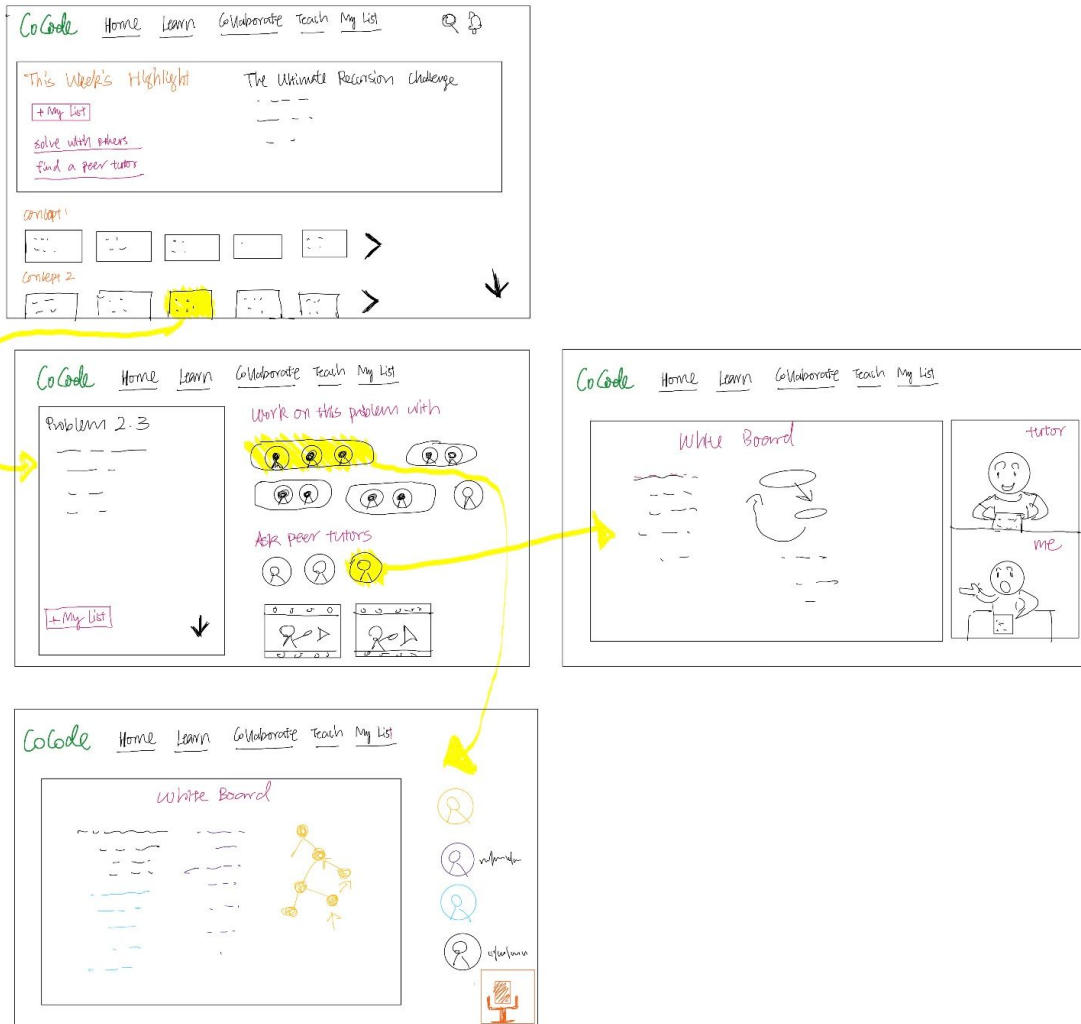 CoCode Home Learn Collaborate Teach My List
This Week's Highlight
The Ultimate Recursion Challenge
+ My List
solve with others
find a peer tutor
Concept 1
Concept 2
CoCode Home Learn Collaborate Teach My List
Problem 2.3
Work on this problem with
Ask peer tutors
+ My List
CoCode Home Learn Collaborate Teach My List
White Board
tutor
me
CoCode Home Learn Collaborate Teach My List
White Board